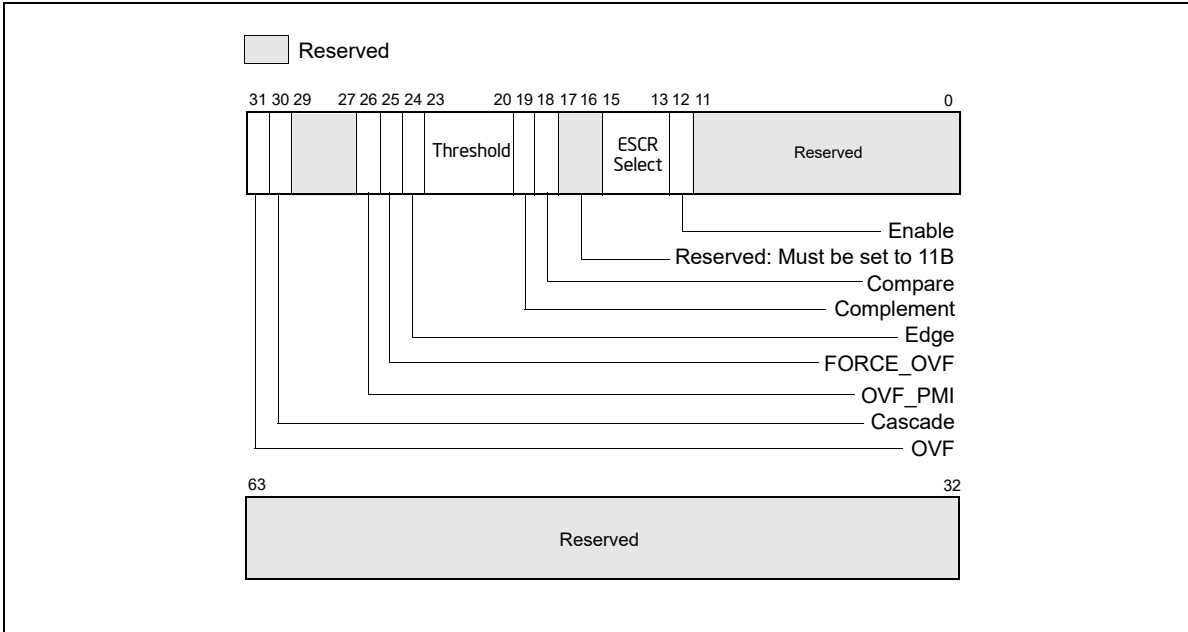 Reserved
31 30 29 27 26 25 24 23 20 19 18 17 16 15 13 12 11 0
Threshold
ESCR
Select
Reserved
Enable
Reserved: Must be set to 11B
Compare
Complement
Edge
FORCE_OVF
OVF_PMI
Cascade
OVF
63 32
Reserved